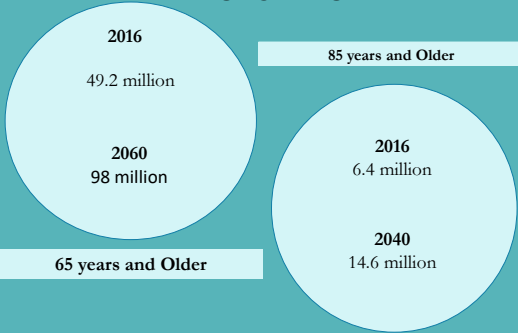 2016
49.2 million
2060
98 million
65 years and Older
85 years and Older
2016
6.4 million
2040
14.6 million